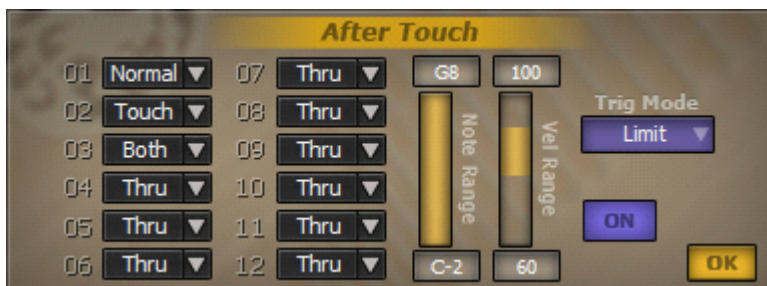 After Touch
01 Normal 07 Thru G8 100
02 Touch 08 Thru Trig Mode
03 Both 09 Thru Note Range Vel Range Limit
04 Thru 10 Thru
05 Thru 11 Thru ON
06 Thru 12 Thru C-2 60 OK